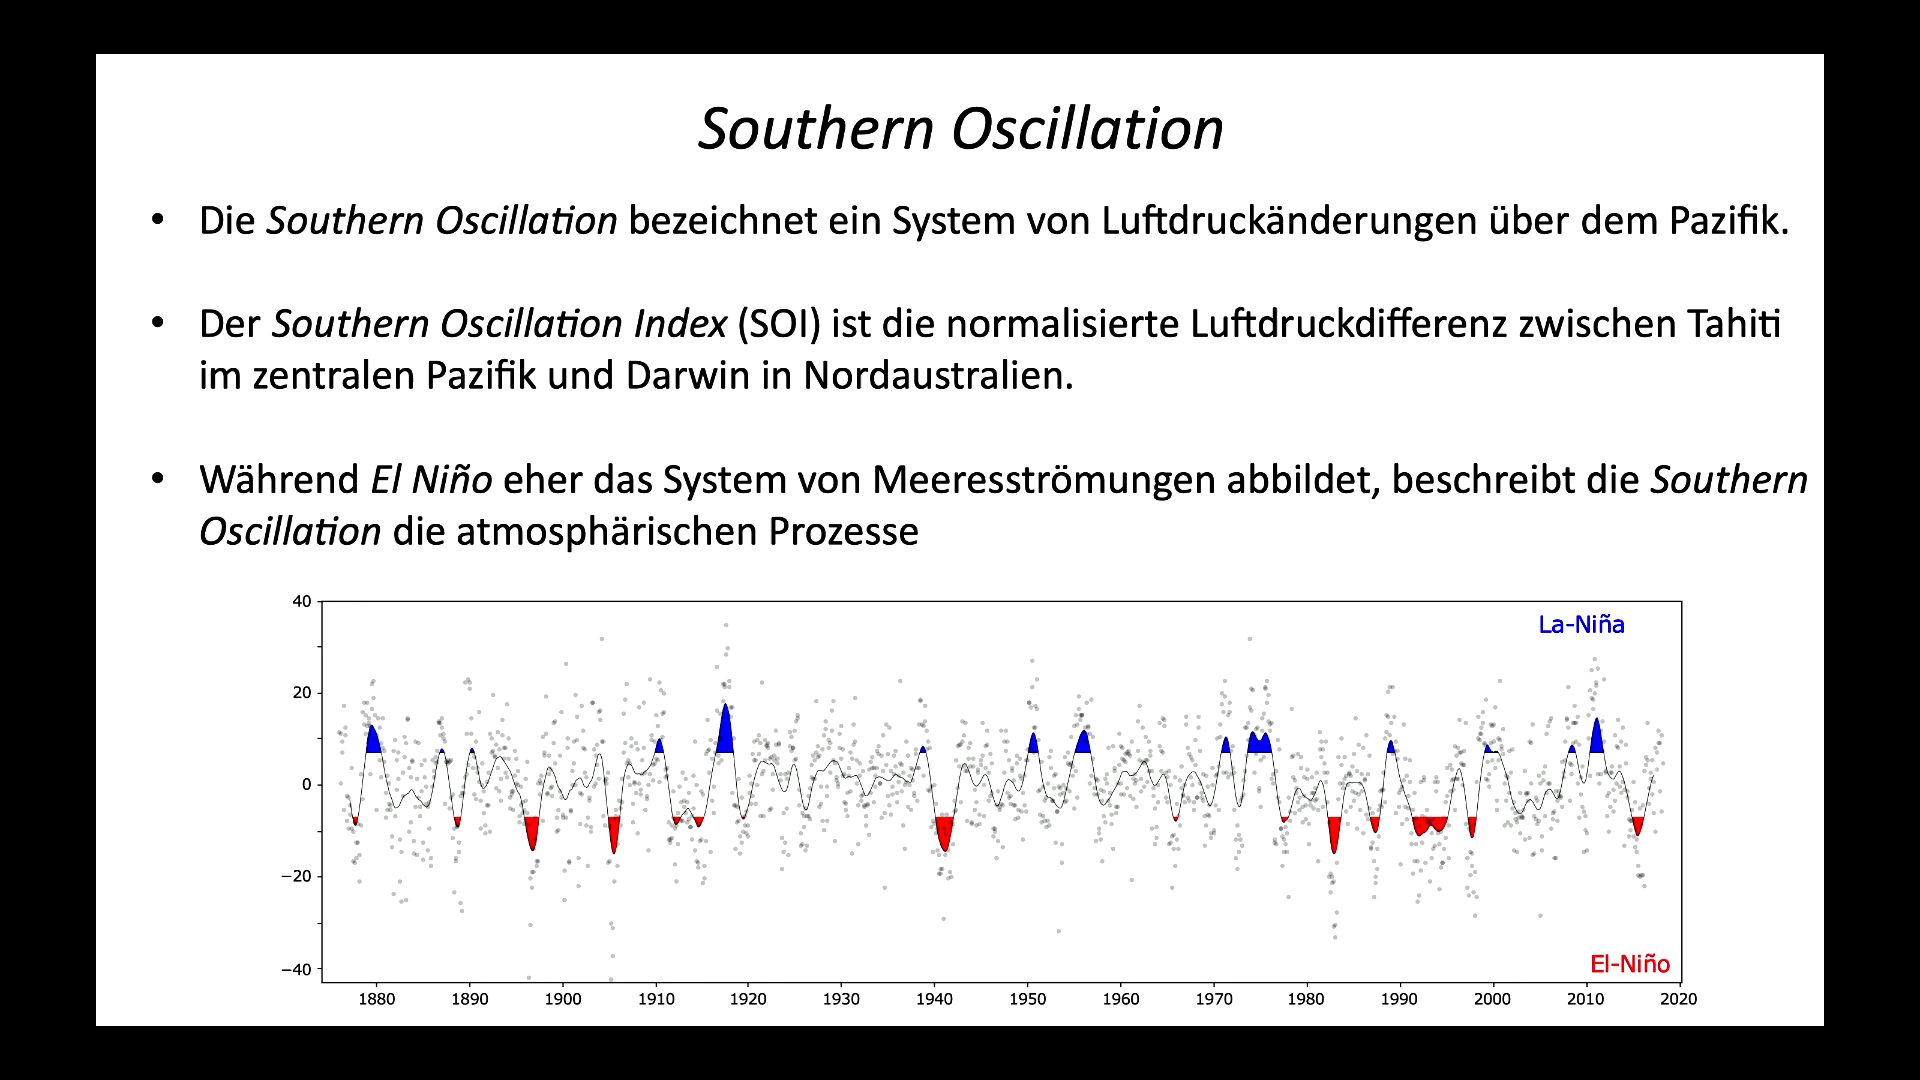 Southern Oscillation
• Die Southern Oscillation bezeichnet ein System von Luftdruckänderungen über dem Pazifik.
• Der Southern Oscillation Index (SOI) ist die normalisierte Luftdruckdifferenz zwischen Tahiti
im zentralen Pazifik und Darwin in Nordaustralien.
• Während El Niño eher das System von Meeresströmungen abbildet, beschreibt die Southern
Oscillation die atmosphärischen Prozesse
40
La-Niña
20
0
−20
El-Niño
−40
1880 1890 1900 1910 1920 1930 1940 1950 1960 1970 1980 1990 2000 2010 2020